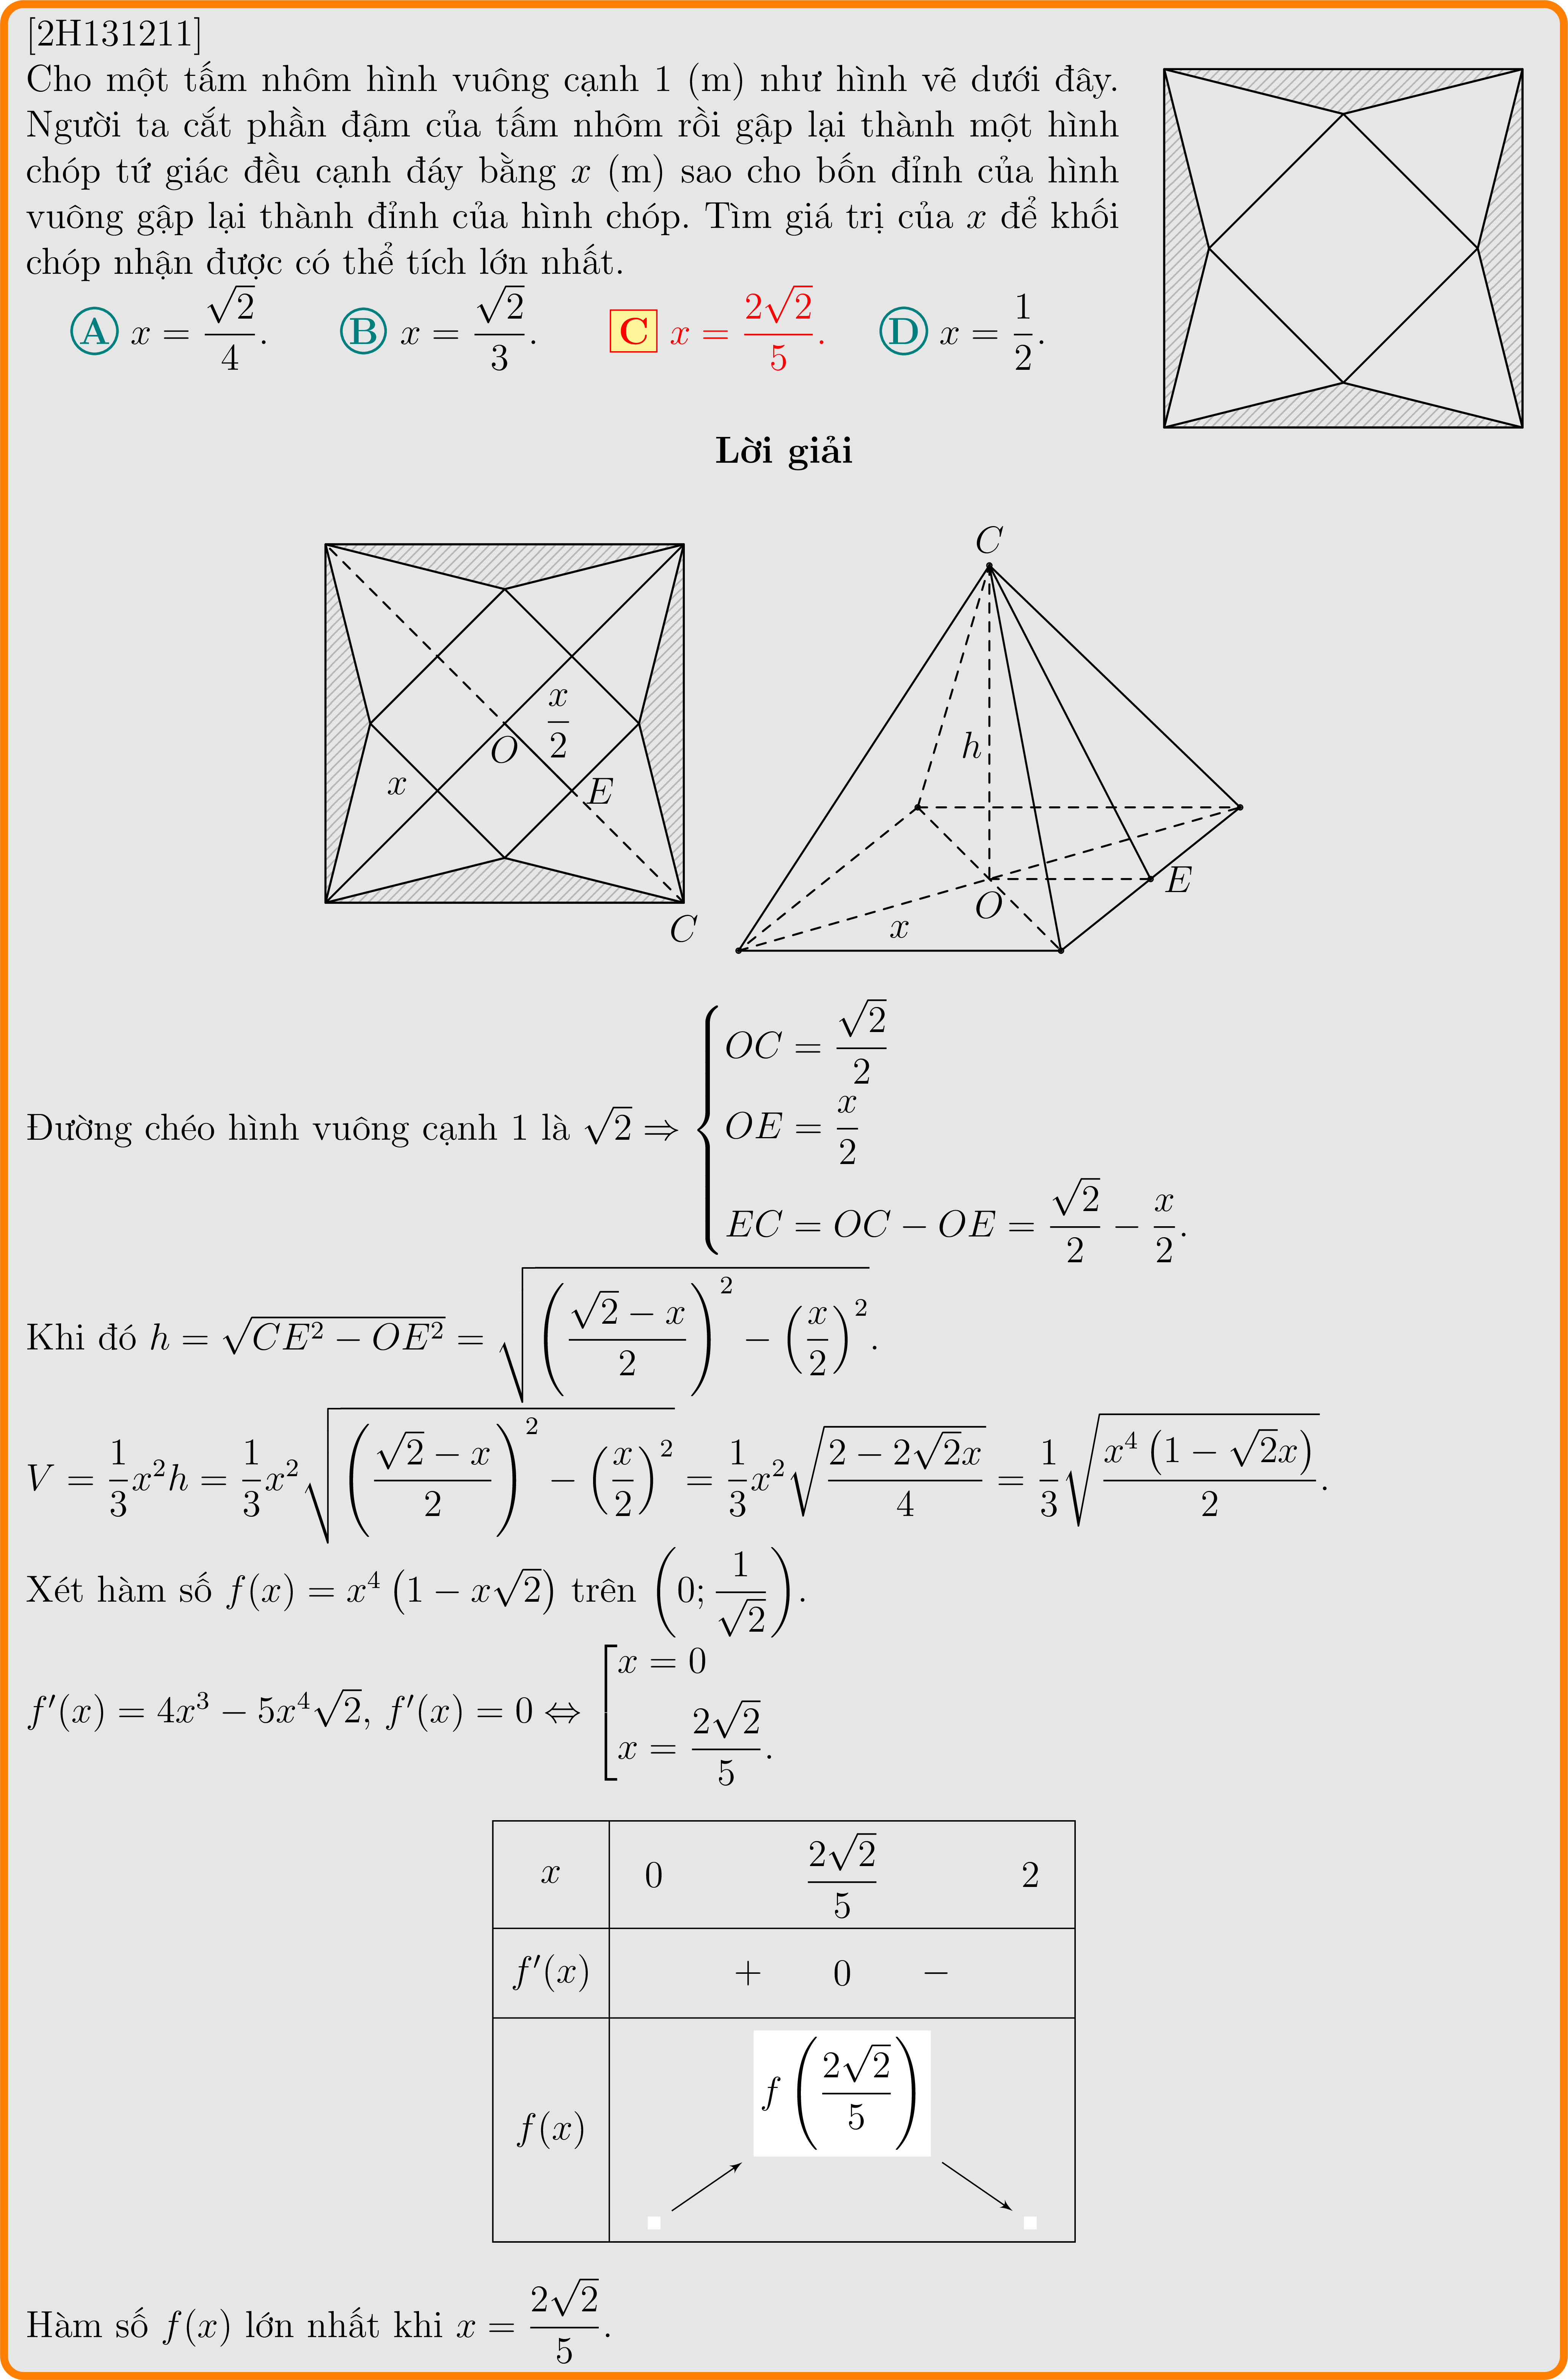 [2H131211]
Cho một tấm nhôm hình vuông cạnh 1 (m) như hình vẽ dưới đây.
Người ta cắt phần đậm của tấm nhôm rồi gập lại thành một hình
chóp tứ giác đều cạnh đáy bằng x (m) sao cho bốn đỉnh của hình
vuông gập lại thành đỉnh của hình chóp. Tìm giá trị của x để khối
chóp nhận được có thể tích lớn nhất.
A x = \frac{\sqrt{2}}{4}. B x = \frac{\sqrt{2}}{3}. C x = \frac{2\sqrt{2}}{5}. D x = \frac{1}{2}.
Lời giải
x O \frac{x}{2} E C
C h O E x
Đường chéo hình vuông cạnh 1 là \sqrt{2} ⇒ { OC = \frac{\sqrt{2}}{2}
OE = \frac{x}{2}
EC = OC − OE = \frac{\sqrt{2}}{2} − \frac{x}{2}.
Khi đó h = \sqrt{CE^2 − OE^2} = \sqrt{\left(\frac{\sqrt{2} − x}{2}\right)^2 − \left(\frac{x}{2}\right)^2}.
V = \frac{1}{3}x^2h = \frac{1}{3}x^2\sqrt{\left(\frac{\sqrt{2} − x}{2}\right)^2 − \left(\frac{x}{2}\right)^2} = \frac{1}{3}x^2\sqrt{\frac{2 − 2\sqrt{2}x}{4}} = \frac{1}{3}\sqrt{\frac{x^4\left(1 − \sqrt{2}x\right)}{2}}.
Xét hàm số f(x) = x^4\left(1 − x\sqrt{2}\right) trên \left(0; \frac{1}{\sqrt{2}}\right).
f′(x) = 4x^3 − 5x^4\sqrt{2}, f′(x) = 0 ⇔ [ x = 0
x = \frac{2\sqrt{2}}{5}.
x 0 \frac{2\sqrt{2}}{5} 2
f′(x) + 0 −
f(x) f\left(\frac{2\sqrt{2}}{5}\right)
Hàm số f(x) lớn nhất khi x = \frac{2\sqrt{2}}{5}.